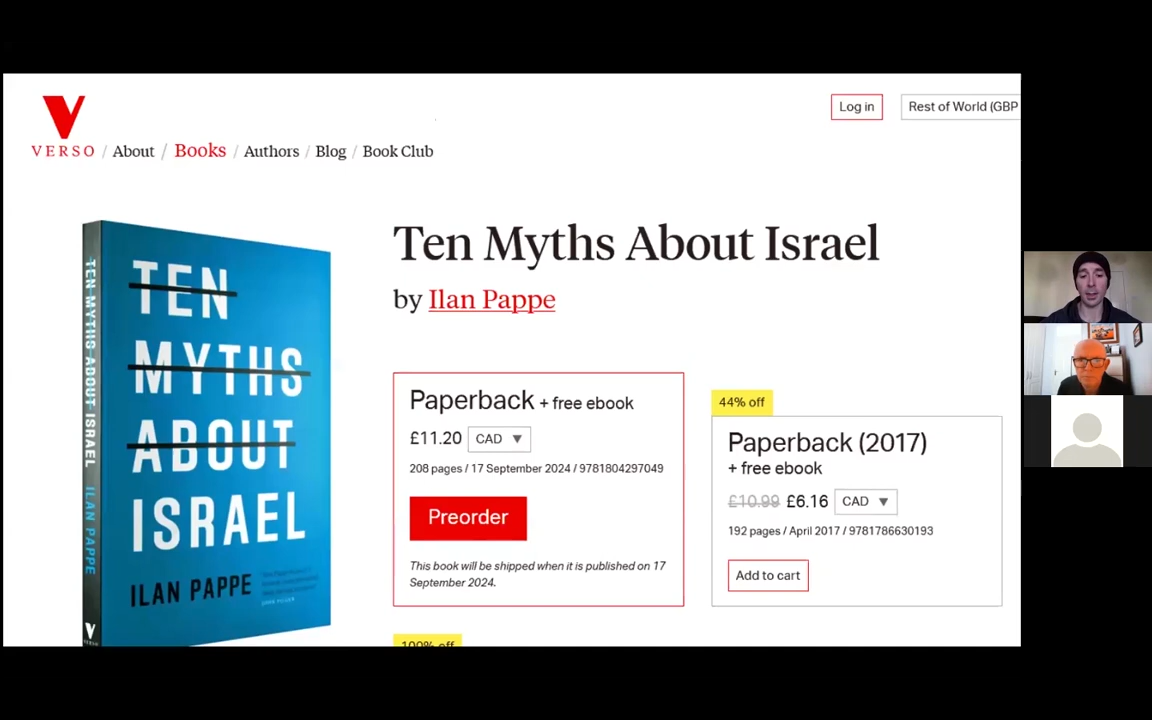 VERSO / About / Books / Authors / Blog / Book Club
Log in
Rest of World (GBP
TEN MYTHS ABOUT ISRAEL ILAN PAPPE
TEN
MYTHS
ABOUT
ISRAEL
ILAN PAPPE
Ten Myths About Israel
by Ilan Pappe
Paperback + free ebook
£11.20 CAD
208 pages / 17 September 2024 / 9781804297049
Preorder
This book will be shipped when it is published on 17
September 2024.
44% off
Paperback (2017)
+ free ebook
£10.99 £6.16 CAD
192 pages / April 2017 / 9781786630193
Add to cart
100% off